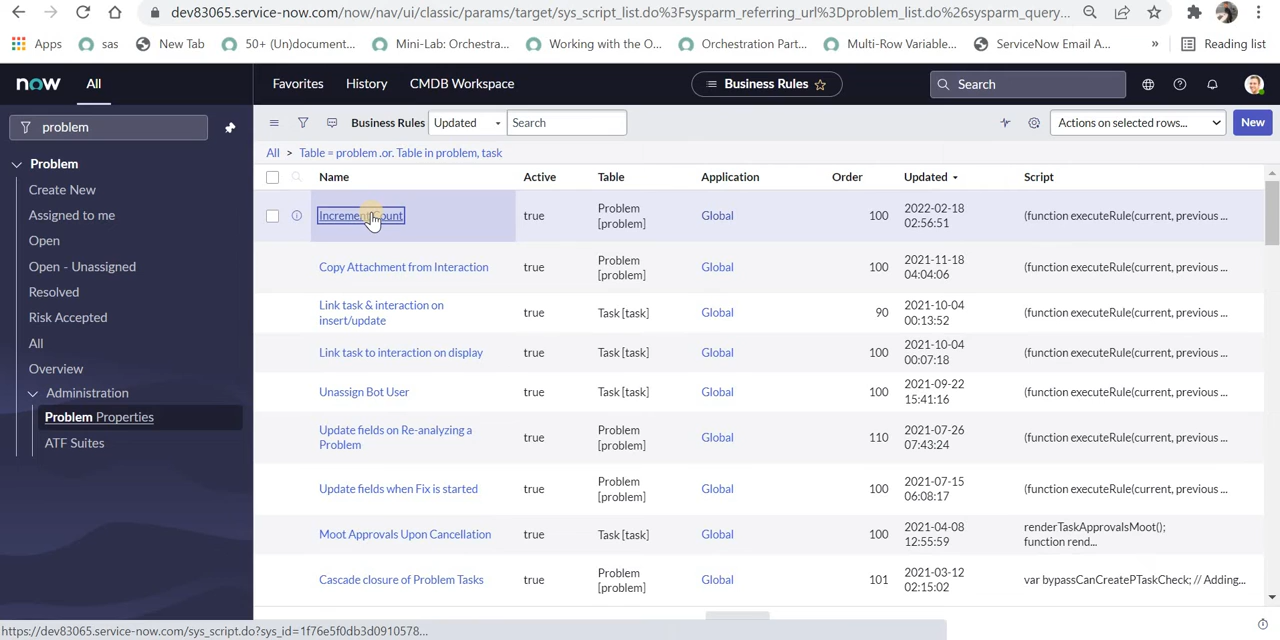 dev83065.service-now.com/now/nav/ui/classic/params/target/sys_script_list.do%3Fsysparm_referring_url%3Dproblem_list.do%26sysparm_query...
Apps
sas
New Tab
50+ (Un)document...
Mini-Lab: Orchestra...
Working with the O...
Orchestration Part...
Multi-Row Variable...
ServiceNow Email A...
»
Reading list
now
All
Favorites
History
CMDB Workspace
Business Rules
Search
problem
Business Rules
Updated
Search
Actions on selected rows...
New
All > Table = problem .or. Table in problem, task
Problem
Create New
Assigned to me
Open
Open - Unassigned
Resolved
Risk Accepted
All
Overview
Administration
Problem Properties
ATF Suites
Name Active Table Application Order Updated Script
Increment Count true Problem [problem] Global 100 2022-02-18 02:56:51 (function executeRule(current, previous ...
Copy Attachment from Interaction true Problem [problem] Global 100 2021-11-18 04:04:06 (function executeRule(current, previous ...
Link task & interaction on insert/update true Task [task] Global 90 2021-10-04 00:13:52 (function executeRule(current, previous ...
Link task to interaction on display true Task [task] Global 100 2021-10-04 00:07:18 (function executeRule(current, previous ...
Unassign Bot User true Task [task] Global 100 2021-09-22 15:41:16 (function executeRule(current, previous ...
Update fields on Re-analyzing a Problem true Problem [problem] Global 110 2021-07-26 07:43:24 (function executeRule(current, previous ...
Update fields when Fix is started true Problem [problem] Global 100 2021-07-15 06:08:17 (function executeRule(current, previous ...
Moot Approvals Upon Cancellation true Task [task] Global 100 2021-04-08 12:55:59 renderTaskApprovalsMoot(); function rend...
Cascade closure of Problem Tasks true Problem [problem] Global 101 2021-03-12 02:15:02 var bypassCanCreatePTaskCheck; // Adding...
https://dev83065.service-now.com/sys_script.do?sys_id=1f76e5f0db3d0910578...